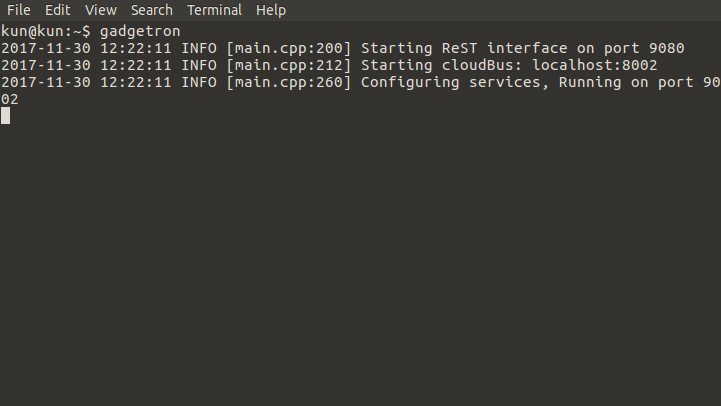 File Edit View Search Terminal Help
kun@kun:~$ gadgetron
2017-11-30 12:22:11 INFO [main.cpp:200] Starting ReST interface on port 9080
2017-11-30 12:22:11 INFO [main.cpp:212] Starting cloudBus: localhost:8002
2017-11-30 12:22:11 INFO [main.cpp:260] Configuring services, Running on port 90
02